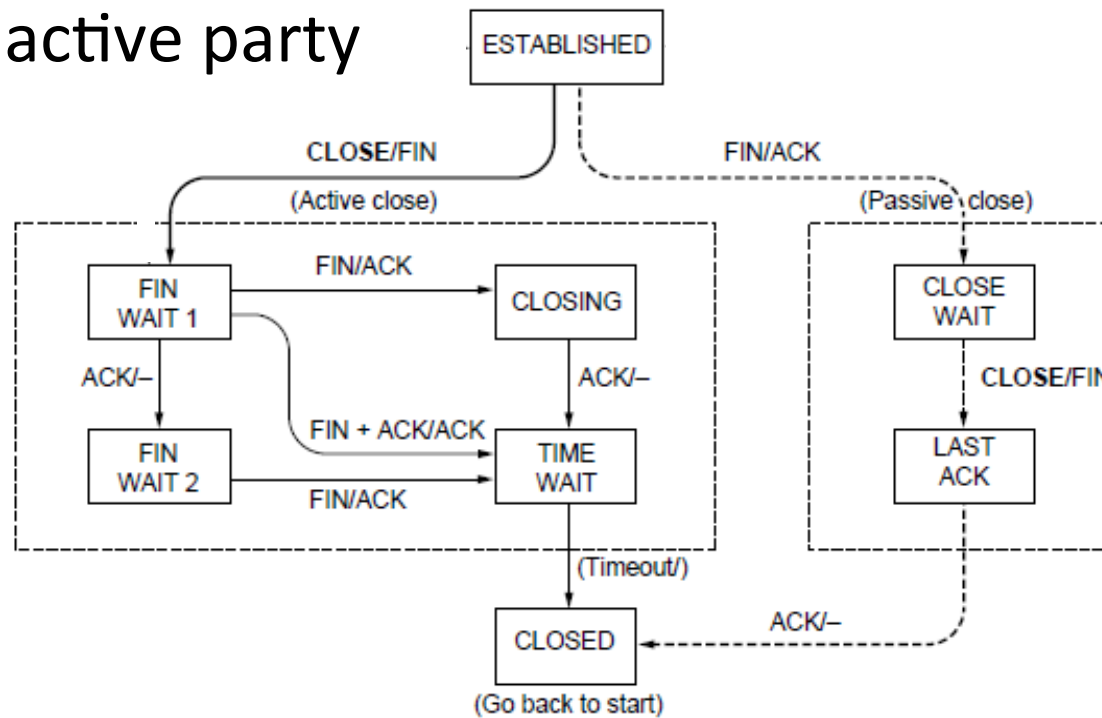 active party
ESTABLISHED
CLOSE/FIN
FIN/ACK
(Active close)
(Passive close)
FIN
WAIT 1
FIN/ACK
CLOSING
CLOSE
WAIT
ACK/–
ACK/–
CLOSE/FIN
FIN + ACK/ACK
FIN
WAIT 2
FIN/ACK
TIME
WAIT
LAST
ACK
(Timeout/)
CLOSED
ACK/–
(Go back to start)